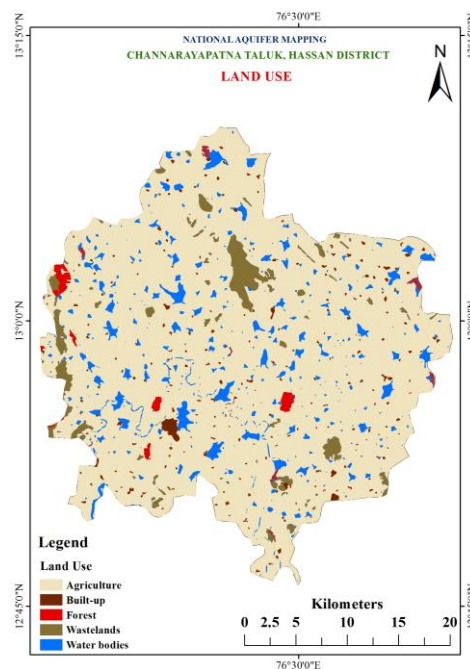 76°30'0"E
13°15'0"N
NATIONAL AQUIFER MAPPING
CHANNARAYAPATNA TALUK, HASSAN DISTRICT
LAND USE
N
13°0'0"N
Legend
Land Use
Agriculture
Built-up
Forest
Wastelands
Water bodies
Kilometers
0 2.5 5 10 15 20
12°45'0"N
76°30'0"E